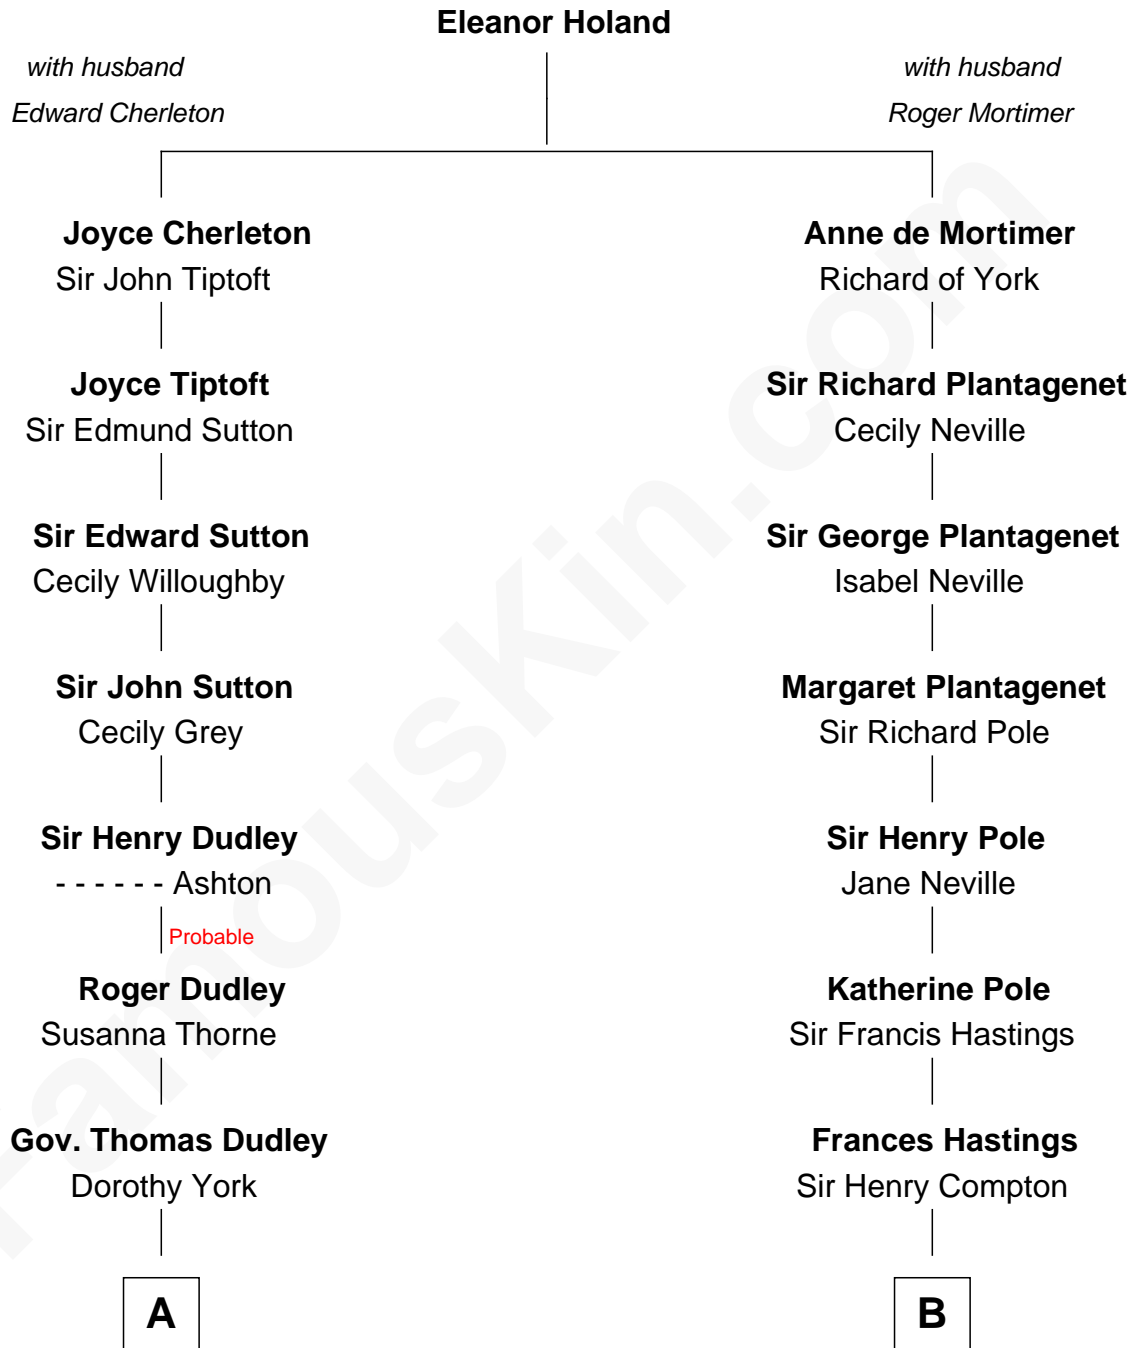 Eleanor Holand
with husband
Edward Cherleton
with husband
Roger Mortimer
Joyce Cherleton
Sir John Tiptoft
Anne de Mortimer
Richard of York
Joyce Tiptoft
Sir Edmund Sutton
Sir Richard Plantagenet
Cecily Neville
Sir Edward Sutton
Cecily Willoughby
Sir George Plantagenet
Isabel Neville
Sir John Sutton
Cecily Grey
Margaret Plantagenet
Sir Richard Pole
Sir Henry Dudley
- - - - - - Ashton
Sir Henry Pole
Jane Neville
Probable
Roger Dudley
Susanna Thorne
Katherine Pole
Sir Francis Hastings
Gov. Thomas Dudley
Dorothy York
Frances Hastings
Sir Henry Compton
A
B
FamousKin.com